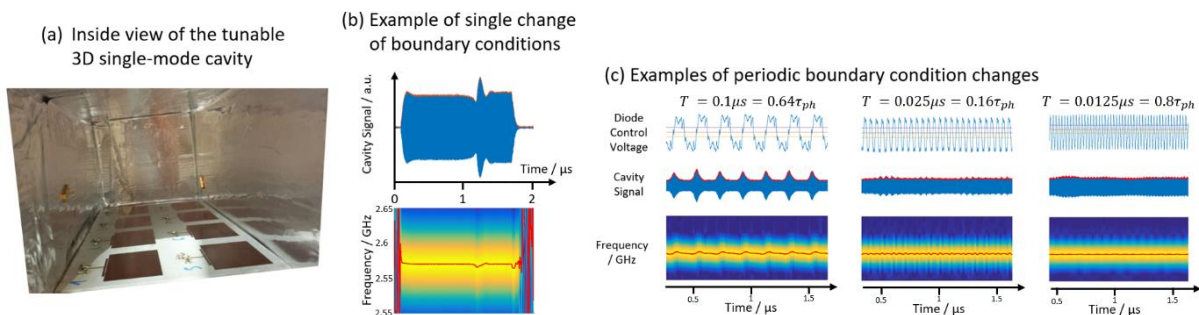 (a) Inside view of the tunable
3D single-mode cavity
(b) Example of single change
of boundary conditions
Cavity Signal / a.u.
Time / μs
0 1 2
Frequency / GHz
2.65
2.6
2.55
2.55
(c) Examples of periodic boundary condition changes
T = 0.1μs = 0.64τph
T = 0.025μs = 0.16τph
T = 0.0125μs = 0.8τph
Diode
Control
Voltage
Cavity
Signal
Frequency
/ GHz
0.5 1 1.5
0.5 1 1.5
0.5 1 1.5
Time / μs
Time / μs
Time / μs